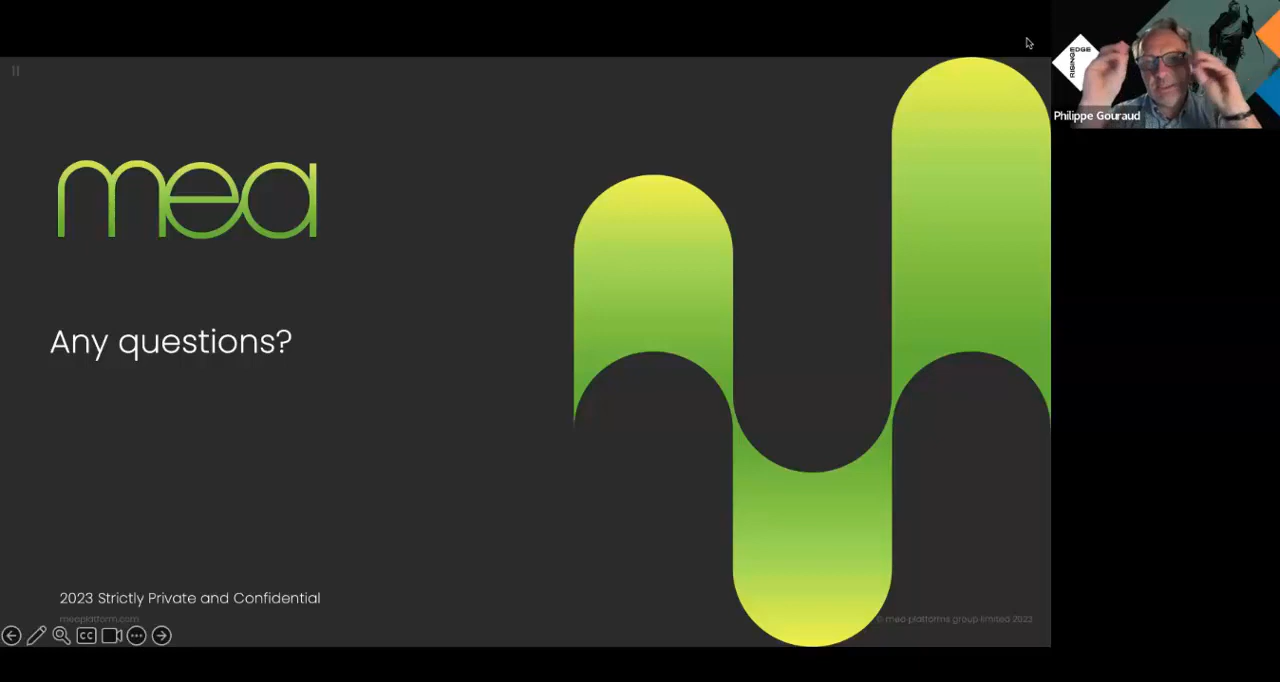 RISING
EDGE
Philippe Gouraud
mea
Any questions?
2023 Strictly Private and Confidential
meaplatform.com
© mea platforms group limited 2023
CC